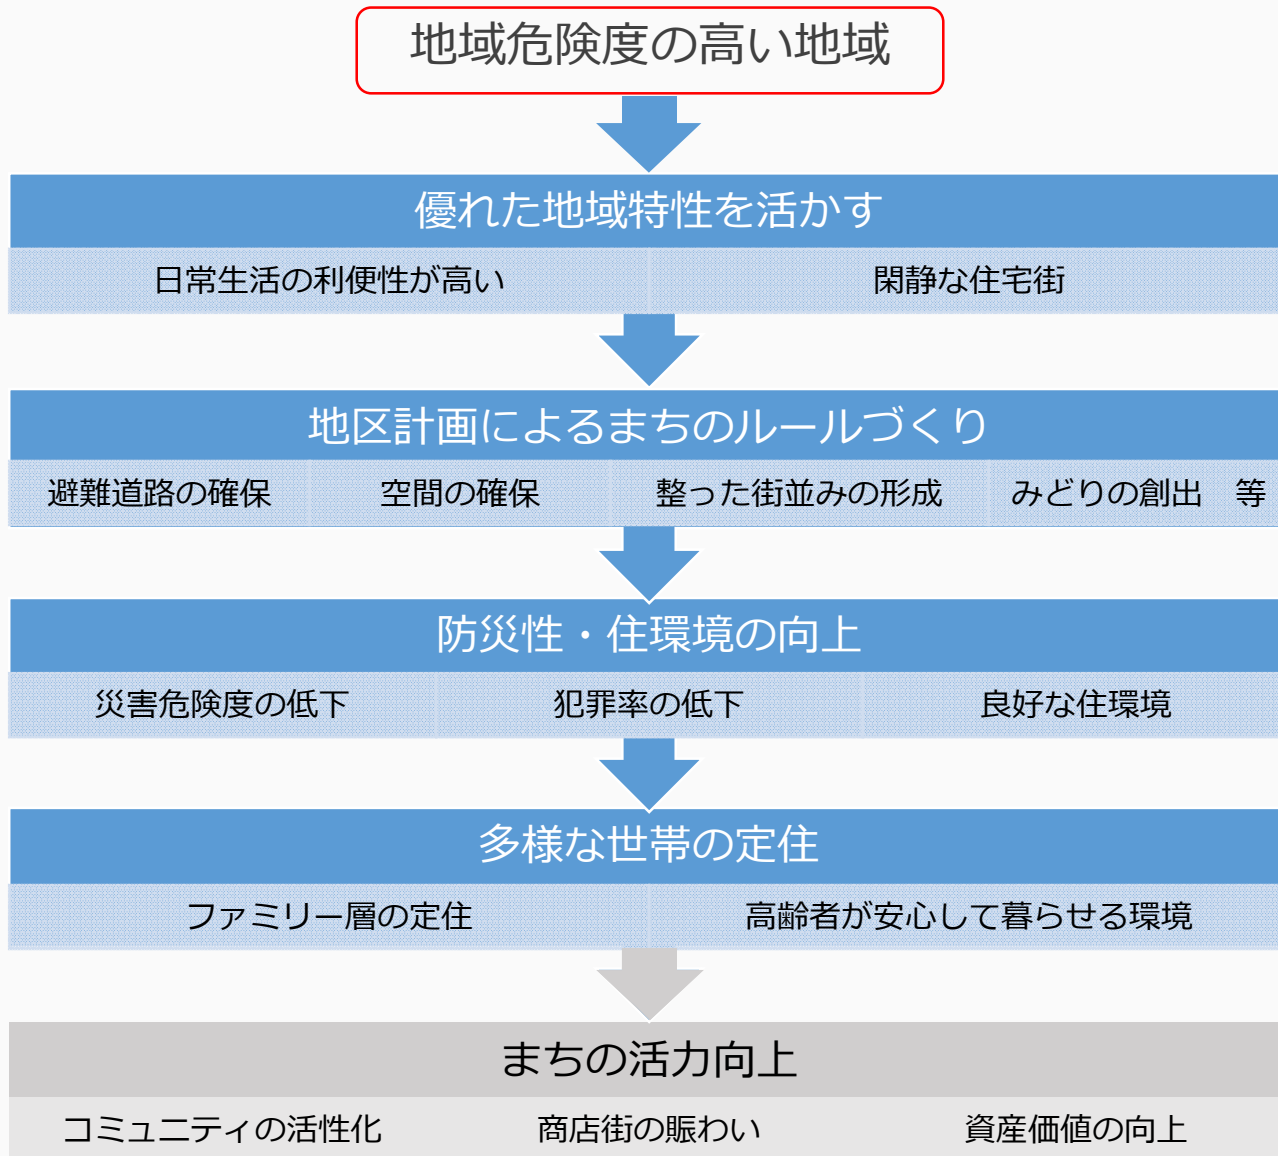 地域危険度の高い地域
優れた地域特性を活かす
日常生活の利便性が高い
閑静な住宅街
地区計画によるまちのルールづくり
避難道路の確保
空間の確保
整った街並みの形成
みどりの創出　等
防災性・住環境の向上
災害危険度の低下
犯罪率の低下
良好な住環境
多様な世帯の定住
ファミリー層の定住
高齢者が安心して暮らせる環境
まちの活力向上
コミュニティの活性化
商店街の賑わい
資産価値の向上